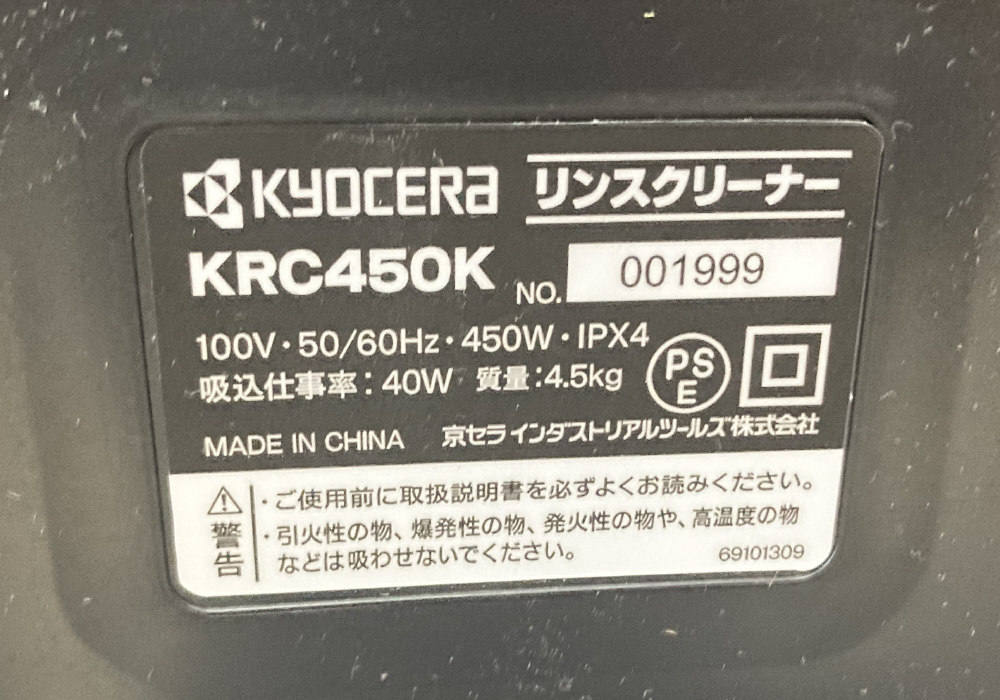 KYOCERA リンスクリーナー
KRC450K NO. 001999
100V・50/60Hz・450W・IPX4
吸込仕事率：40W 質量：4.5kg
PS
E
MADE IN CHINA 京セラインダストリアルツールズ株式会社
警告
・ご使用前に取扱説明書を必ずよくお読みください。
・引火性の物、爆発性の物、発火性の物や、高温度の物
などは吸わせないでください。
69101309